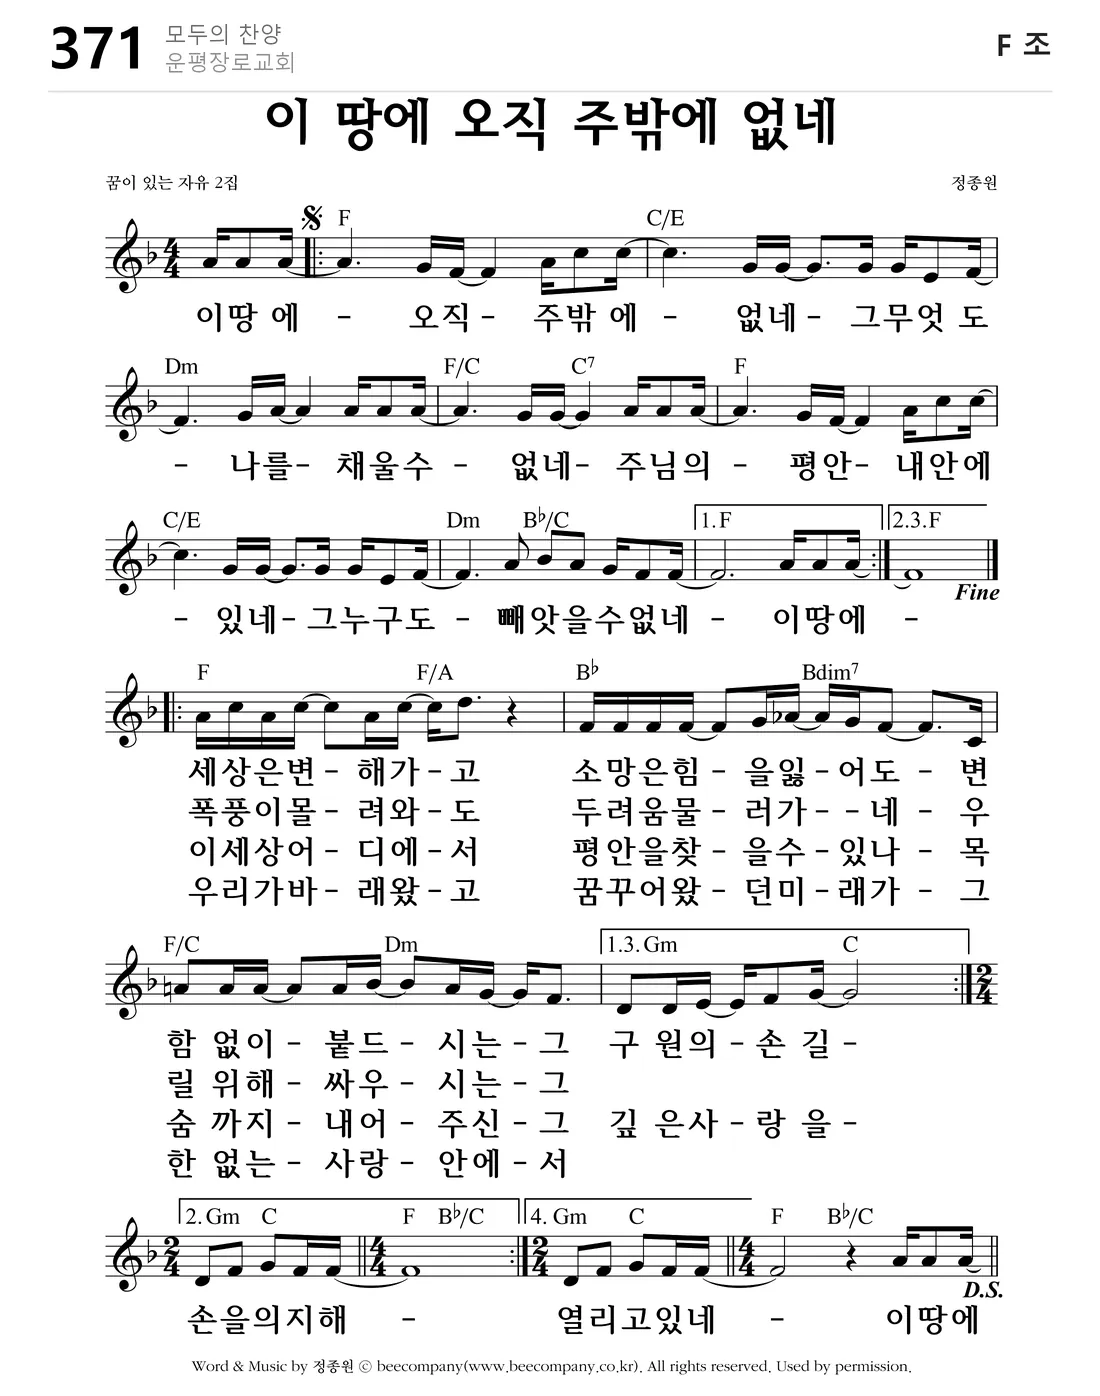 371 모두의 찬양
운평장로교회
F 조
이 땅에 오직 주밖에 없네
꿈이 있는 자유 2집 정종원
F C/E
이땅 에 - 오직 - 주밖 에 - 없네 - 그무엇 도
Dm F/C C7 F
- 나를 - 채울수 - 없네 - 주님의 - 평안 - 내안에
C/E Dm B♭/C 1. F 2.3. F
Fine
- 있네 - 그누구도 - 빼앗을수없네 - 이땅에 -
F F/A B♭ Bdim7
세상은변 - 해가 - 고 소망은힘 - 을잃 - 어도 - 변
폭풍이몰 - 려와 - 도 두려움물 - 러가 - - 네 - 우
이세상어 - 디에 - 서 평안을찾 - 을수 - 있나 - 목
우리가바 - 래왔 - 고 꿈꾸어왔 - 던미 - 래가 - 그
F/C Dm 1.3. Gm C
2/4
함 없이 - 붙드 - 시는 - 그 구 원의 - 손 길 -
릴 위해 - 싸우 - 시는 - 그
숨 까지 - 내어 - 주신 - 그 깊 은사 - 랑 을 -
한 없는 - 사랑 - 안에 - 서
2. Gm C F B♭/C 4. Gm C F B♭/C
2/4 4/4 2/4 4/4
D.S.
손을의지해 - 열리고있네 - 이땅에
Word & Music by 정종원 ⓒ beecompany(www.beecompany.co.kr). All rights reserved. Used by permission.